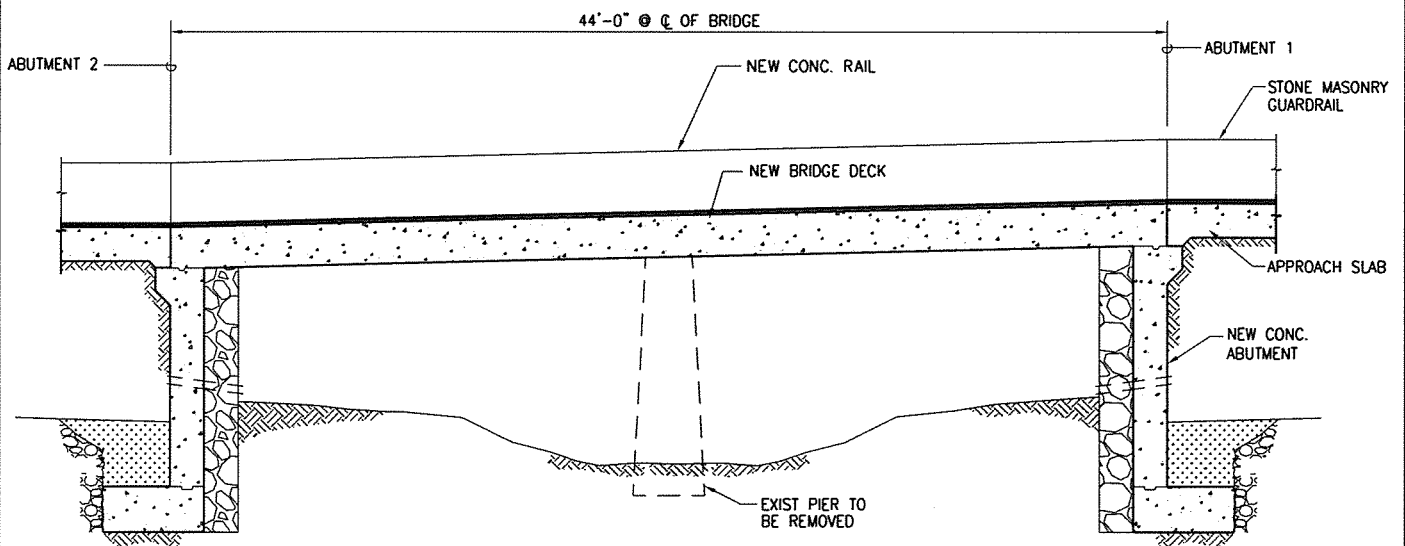 44'-0" @ ℄ OF BRIDGE
ABUTMENT 2
ABUTMENT 1
NEW CONC. RAIL
STONE MASONRY
GUARDRAIL
NEW BRIDGE DECK
APPROACH SLAB
NEW CONC.
ABUTMENT
EXIST PIER TO
BE REMOVED